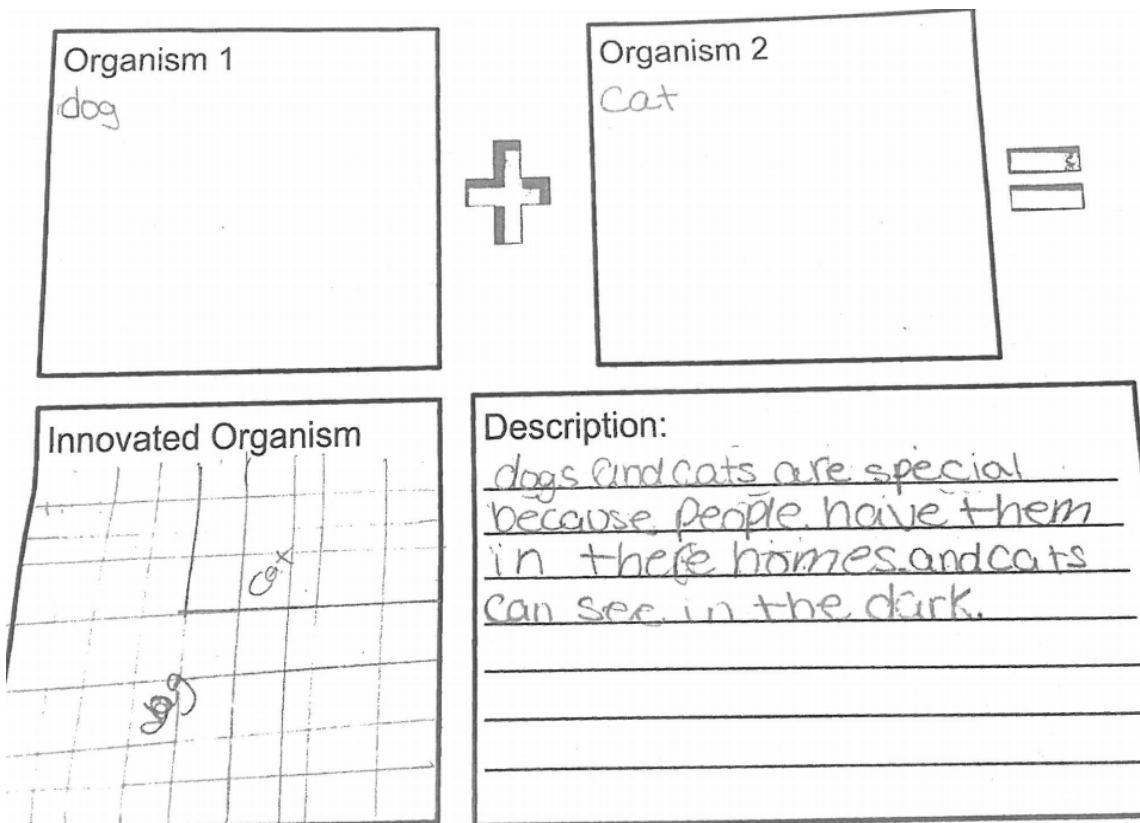 Organism 1
dog
Organism 2
cat
Innovated Organism
cat
dog
Description:
dogs and cats are special
because people have them
in there homes. and cats
can see in the dark.